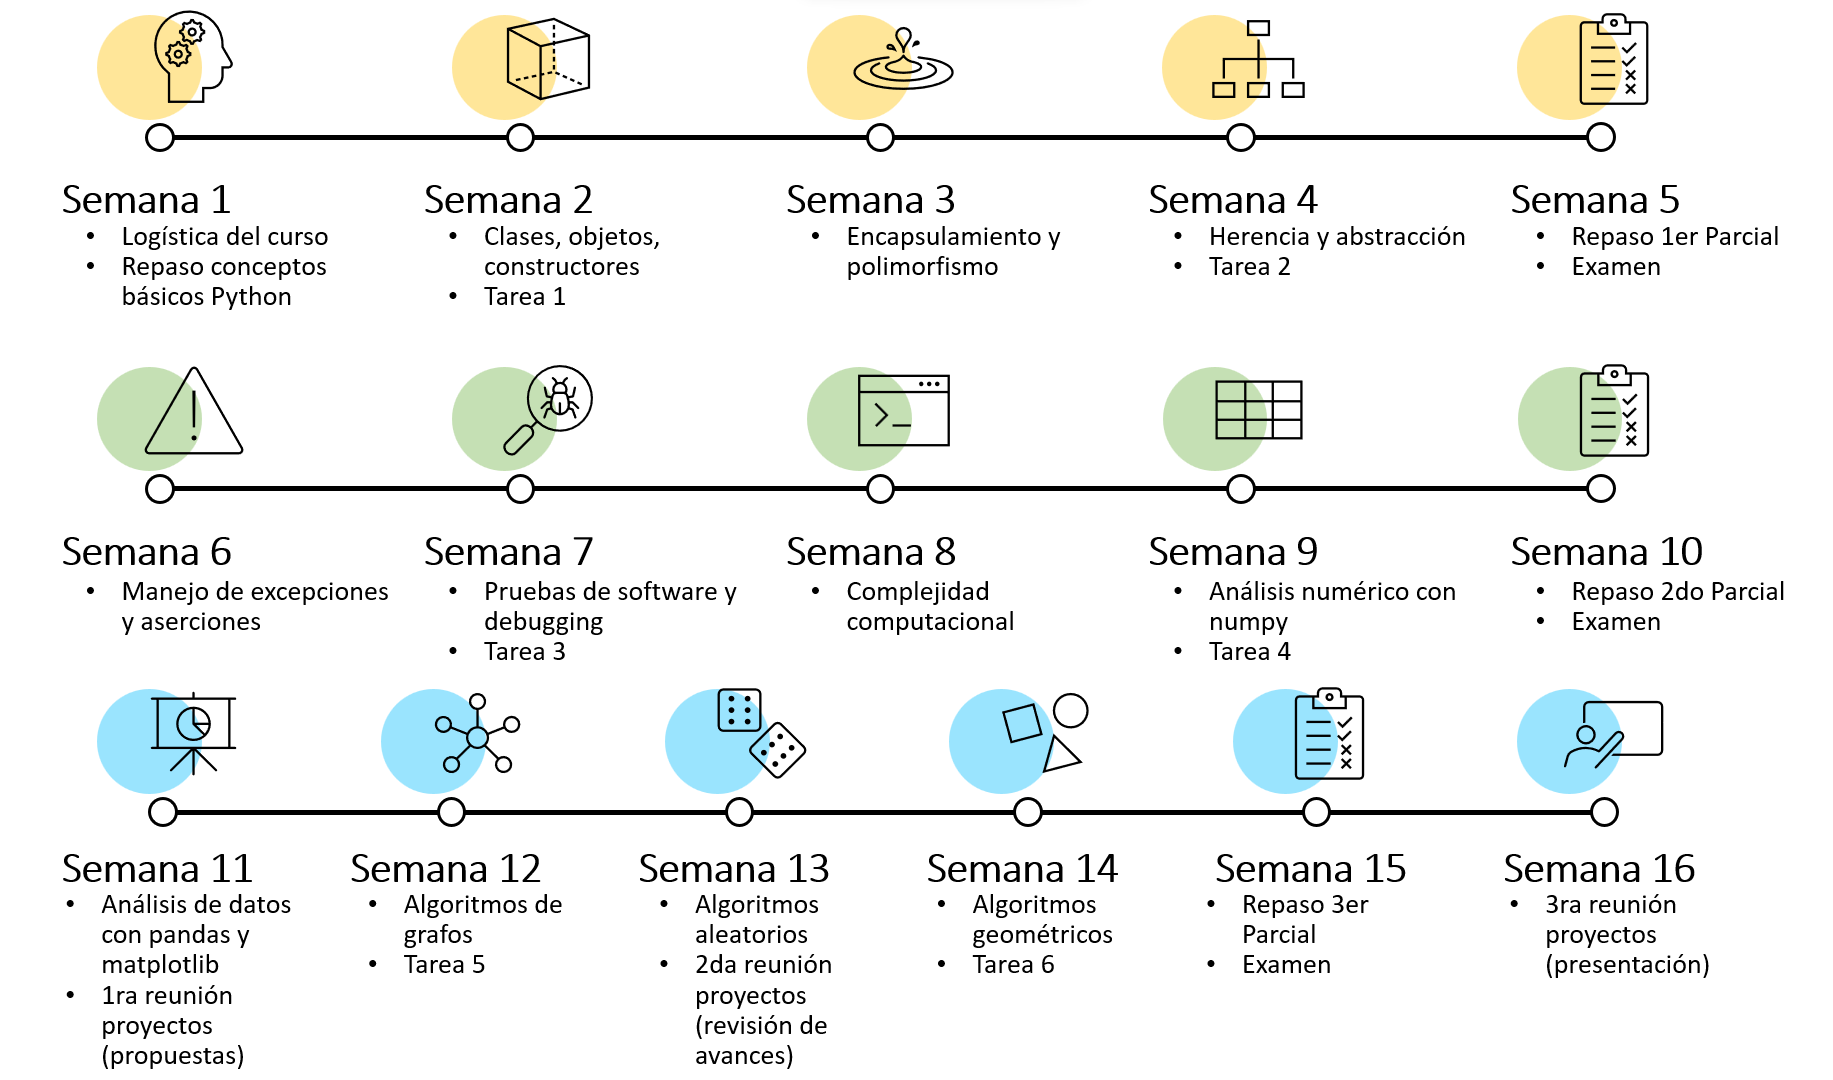 Semana 1
• Logística del curso
• Repaso conceptos
básicos Python
Semana 2
• Clases, objetos,
constructores
• Tarea 1
Semana 3
• Encapsulamiento y
polimorfismo
Semana 4
• Herencia y abstracción
• Tarea 2
Semana 5
• Repaso 1er Parcial
• Examen
Semana 6
• Manejo de excepciones
y aserciones
Semana 7
• Pruebas de software y
debugging
• Tarea 3
Semana 8
• Complejidad
computacional
Semana 9
• Análisis numérico con
numpy
• Tarea 4
Semana 10
• Repaso 2do Parcial
• Examen
Semana 11
• Análisis de datos
con pandas y
matplotlib
• 1ra reunión
proyectos
(propuestas)
Semana 12
• Algoritmos de
grafos
• Tarea 5
Semana 13
• Algoritmos
aleatorios
• 2da reunión
proyectos
(revisión de
avances)
Semana 14
• Algoritmos
geométricos
• Tarea 6
Semana 15
• Repaso 3er
Parcial
• Examen
Semana 16
• 3ra reunión
proyectos
(presentación)